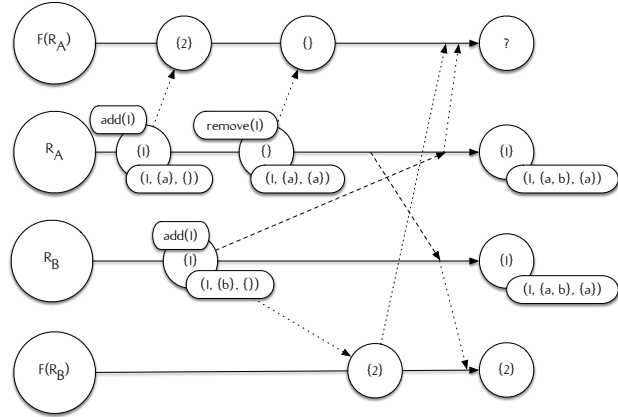 F(R_A)
{2}
{}
?
add(1)
remove(1)
R_A
{1}
{}
{1}
(1, {a}, {})
(1, {a}, {a})
(1, {a, b}, {a})
add(1)
R_B
{1}
{1}
(1, {b}, {})
(1, {a, b}, {a})
F(R_B)
{2}
{2}